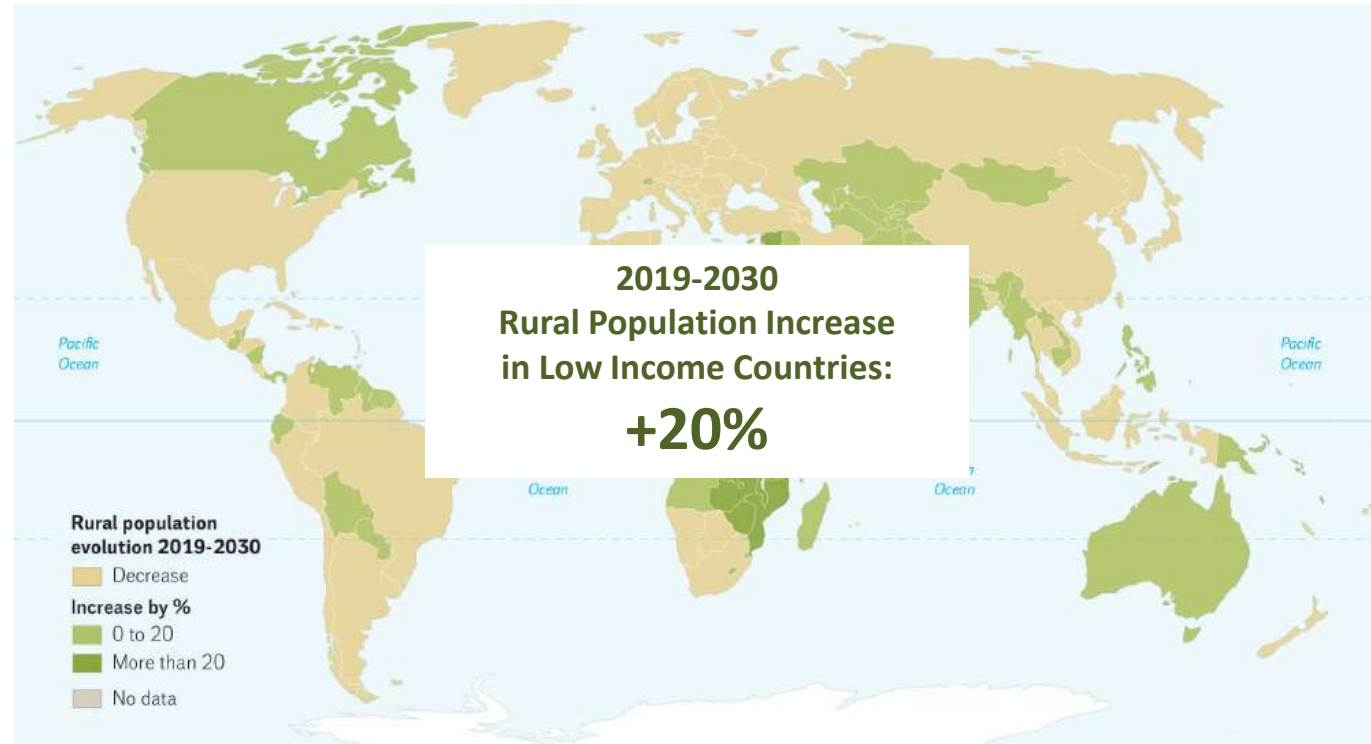 2019-2030
Rural Population Increase
in Low Income Countries:
+20%
Pacific
Ocean
Pacific
Ocean
Ocean
Ocean
Rural population
evolution 2019-2030
Decrease
Increase by %
0 to 20
More than 20
No data